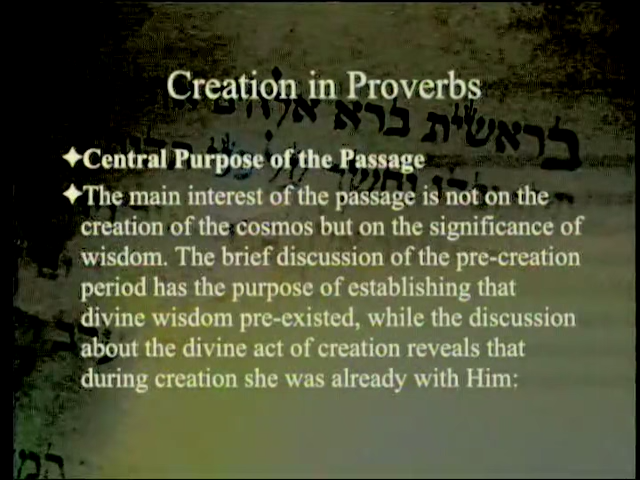 Creation in Proverbs
בראשית ברא אלהים
✦Central Purpose of the Passage
✦The main interest of the passage is not on the
creation of the cosmos but on the significance of
wisdom. The brief discussion of the pre-creation
period has the purpose of establishing that
divine wisdom pre-existed, while the discussion
about the divine act of creation reveals that
during creation she was already with Him: